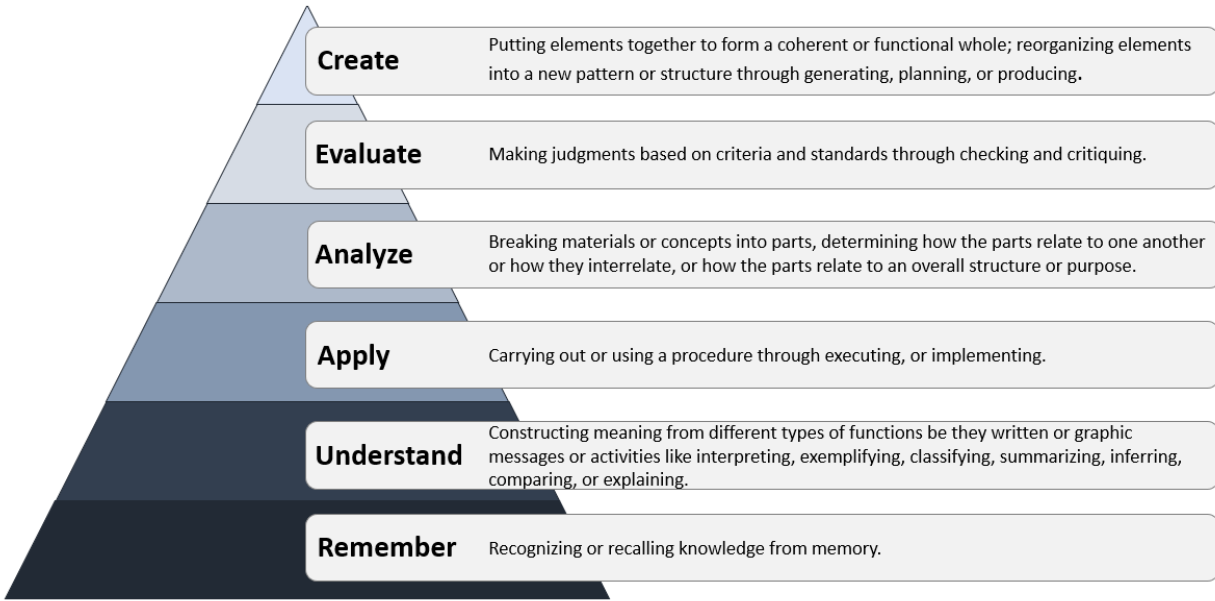 Create
Putting elements together to form a coherent or functional whole; reorganizing elements
into a new pattern or structure through generating, planning, or producing.
Evaluate
Making judgments based on criteria and standards through checking and critiquing.
Analyze
Breaking materials or concepts into parts, determining how the parts relate to one another
or how they interrelate, or how the parts relate to an overall structure or purpose.
Apply
Carrying out or using a procedure through executing, or implementing.
Understand
Constructing meaning from different types of functions be they written or graphic
messages or activities like interpreting, exemplifying, classifying, summarizing, inferring,
comparing, or explaining.
Remember
Recognizing or recalling knowledge from memory.